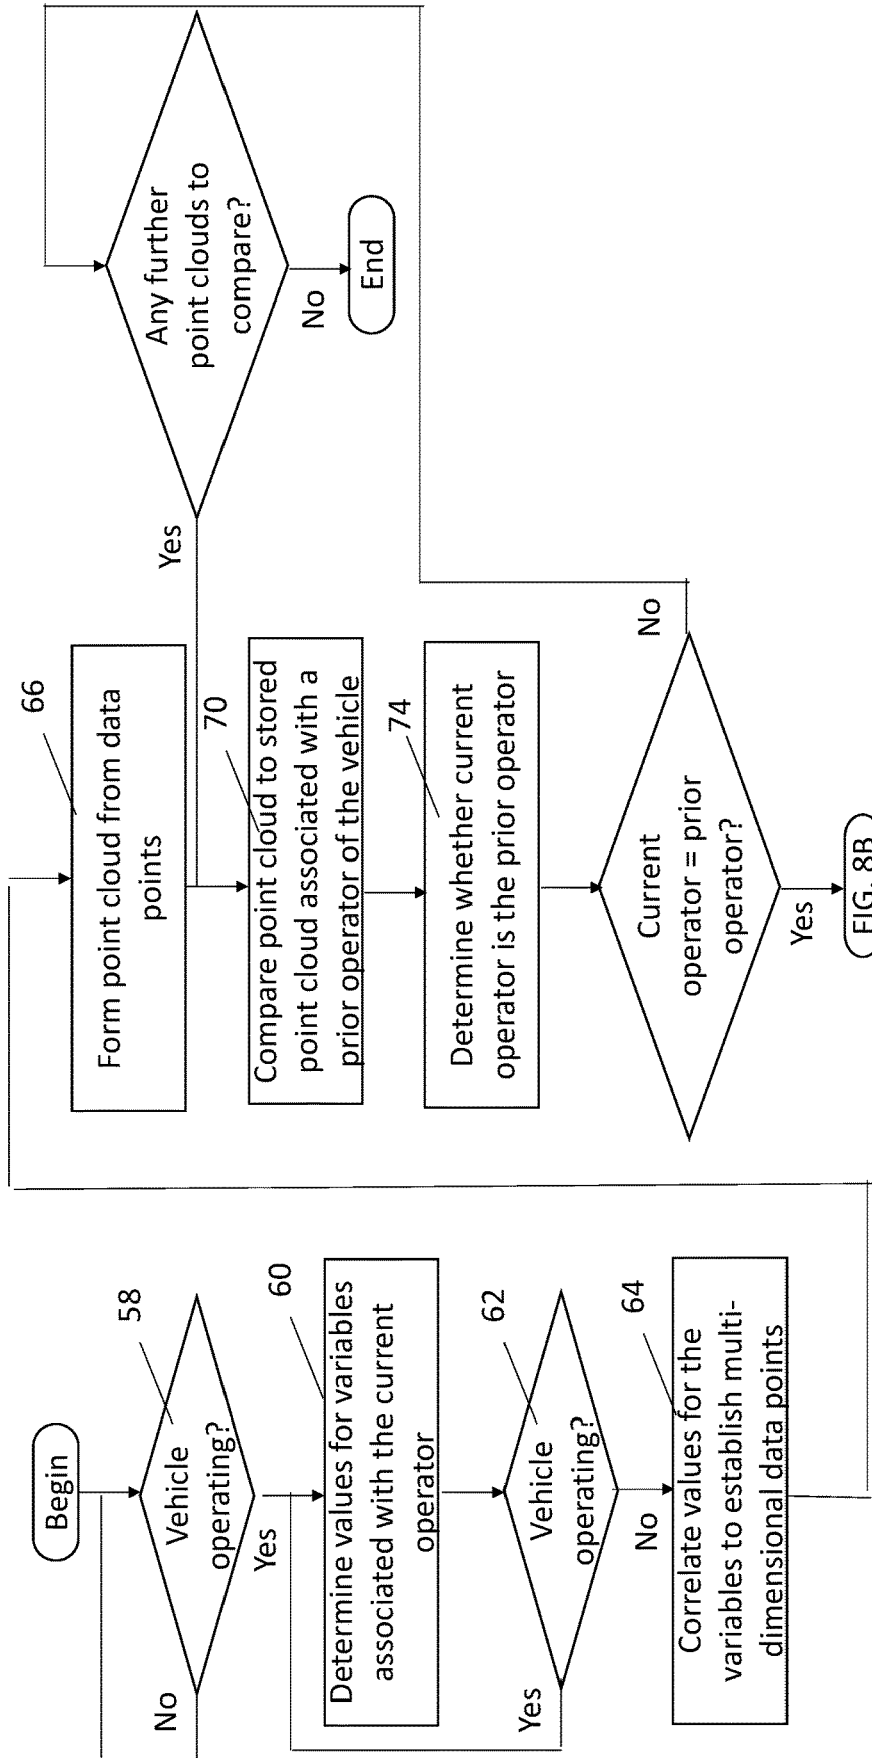 Begin
58
Vehicle
operating?
No
Yes
60
Determine values for variables
associated with the current
operator
62
Vehicle
operating?
Yes
No
64
Correlate values for the
variables to establish multi-
dimensional data points
66
Form point cloud from data
points
70
Compare point cloud to stored
point cloud associated with a
prior operator of the vehicle
74
Determine whether current
operator is the prior operator
Current
operator = prior
operator?
No
Yes
FIG. 8B
Any further
point clouds to
compare?
Yes
No
End